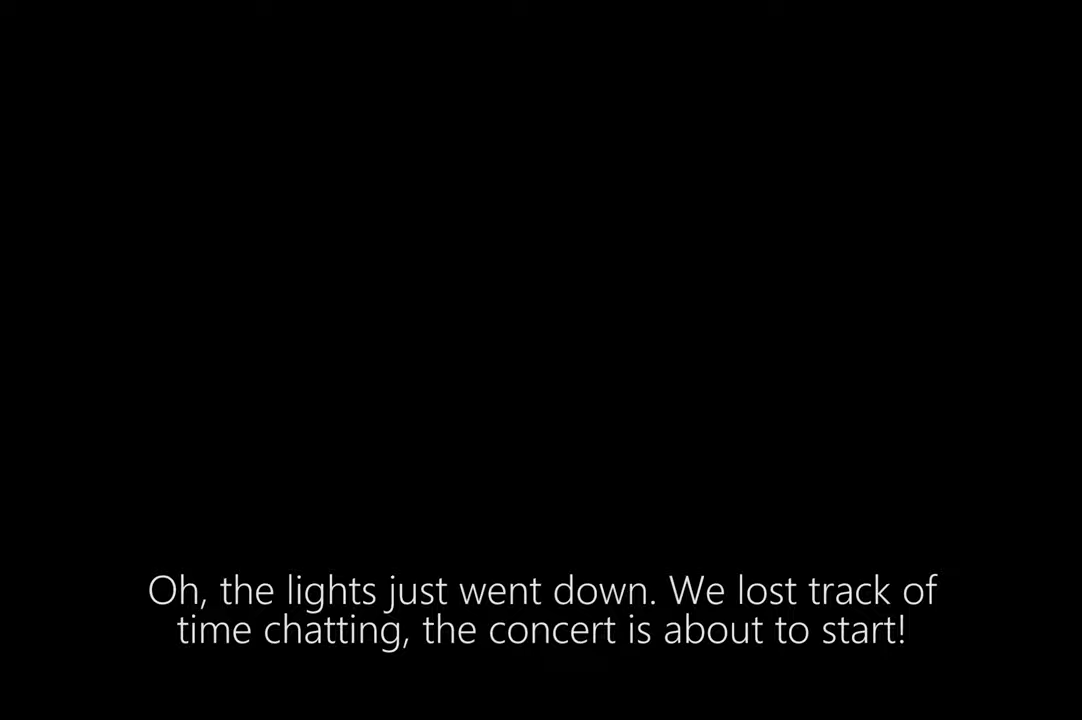 Oh, the lights just went down. We lost track of
time chatting, the concert is about to start!